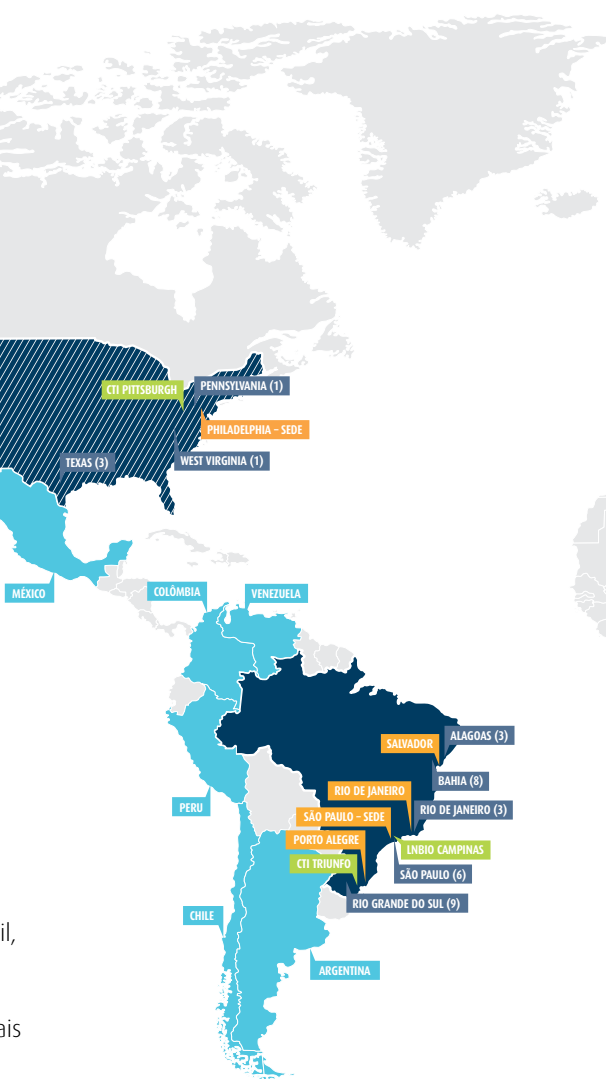 CTI PITTSBURGH
PENNSYLVANIA (1)
PHILADELPHIA – SEDE
TEXAS (3)
WEST VIRGINIA (1)
MÉXICO
COLÔMBIA
VENEZUELA
ALAGOAS (3)
SALVADOR
BAHIA (8)
RIO DE JANEIRO
PERU
RIO DE JANEIRO (3)
SÃO PAULO – SEDE
PORTO ALEGRE
LNBIO CAMPINAS
CTI TRIUNFO
SÃO PAULO (6)
RIO GRANDE DO SUL (9)
CHILE
il,
ARGENTINA
ais